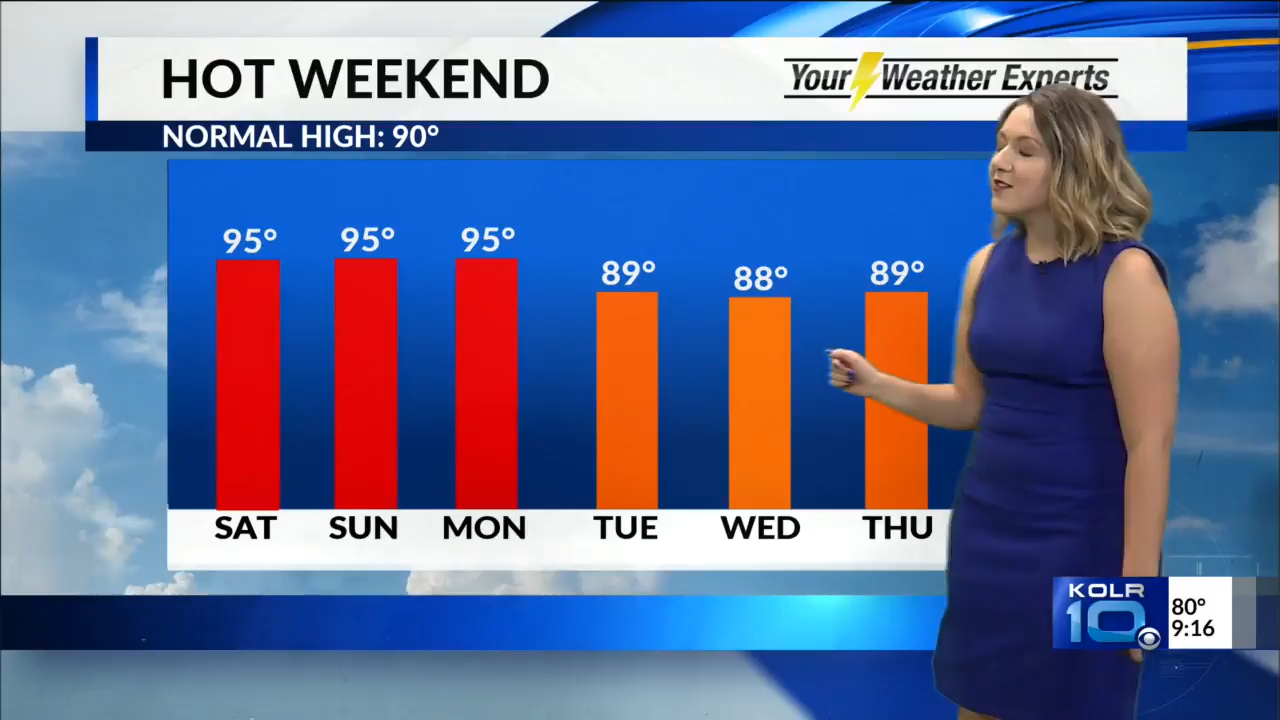 HOT WEEKEND
Your Weather Experts
NORMAL HIGH: 90°
95° 95° 95° 89° 88° 89°
SAT SUN MON TUE WED THU
KOLR
10
80°
9:16